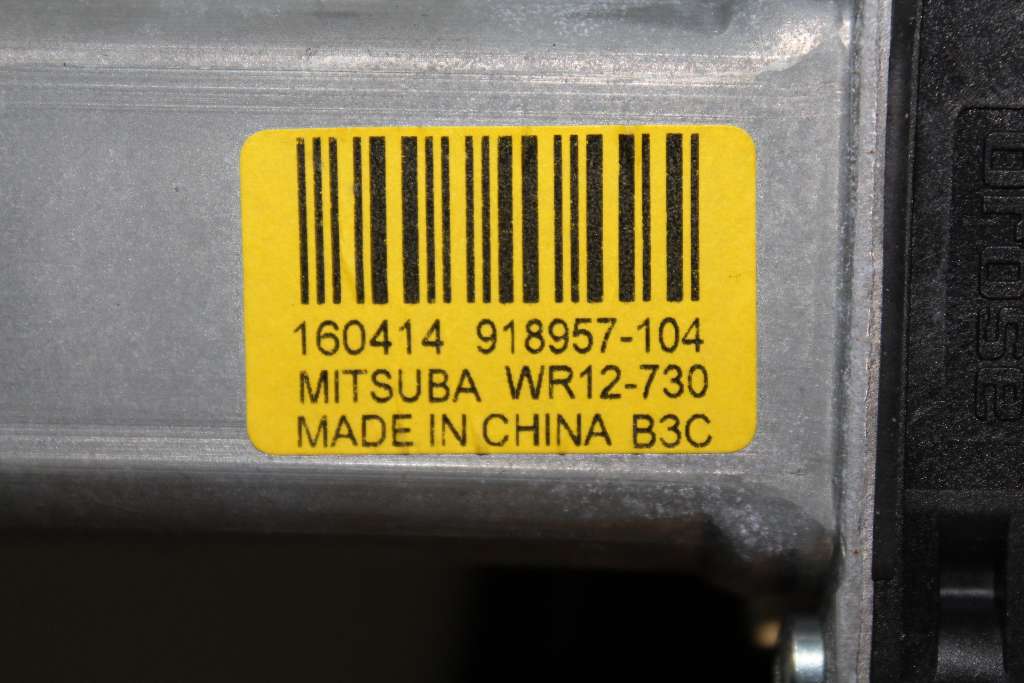 160414 918957-104
MITSUBA WR12-730
MADE IN CHINA B3C